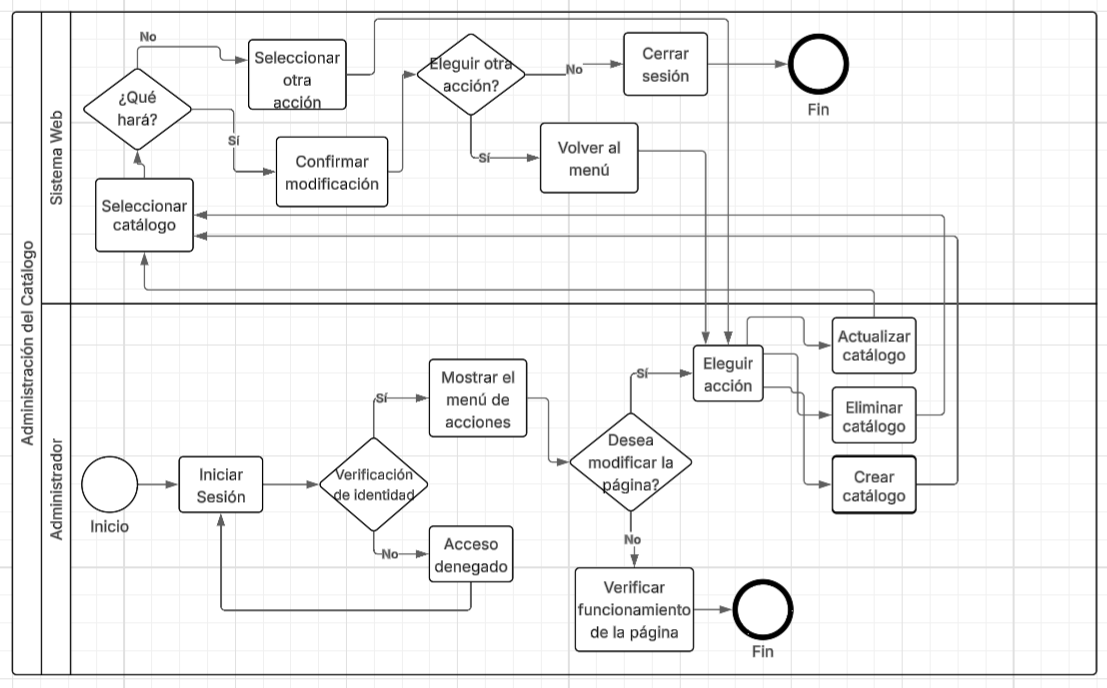 Administración del Catálogo
Sistema Web
No
Seleccionar
otra
acción
¿Qué
hará?
Sí
Confirmar
modificación
Seleccionar
catálogo
Eleguir otra
acción?
No
Cerrar
sesión
Fin
Sí
Volver al
menú
Administrador
Inicio
Iniciar
Sesión
Verificación
de identidad
Sí
Mostrar el
menú de
acciones
No
Acceso
denegado
Desea
modificar la
página?
Sí
Eleguir
acción
Actualizar
catálogo
Eliminar
catálogo
Crear
catálogo
No
Verificar
funcionamiento
de la página
Fin